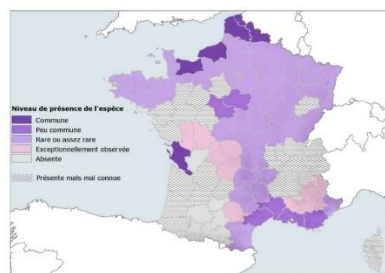 Niveau de présence de l'espèce
Commune
Peu commune
Rare ou assez rare
Exceptionnellement observée
Absente
Présente mais mal connue